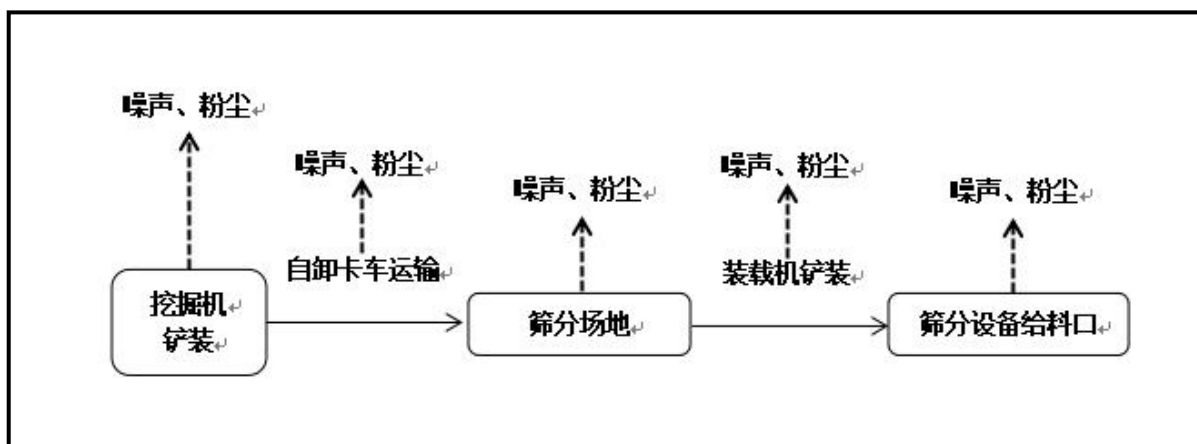 噪声、粉尘
噪声、粉尘
噪声、粉尘
噪声、粉尘
噪声、粉尘
自卸卡车运输
装载机铲装
挖掘机
铲装
筛分场地
筛分设备给料口